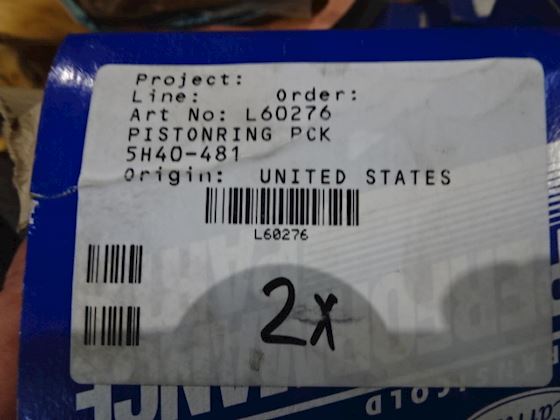 Project:
Line: Order:
Art No: L60276
PISTONRING PCK
5H40-481
Origin: UNITED STATES
L60276
2x